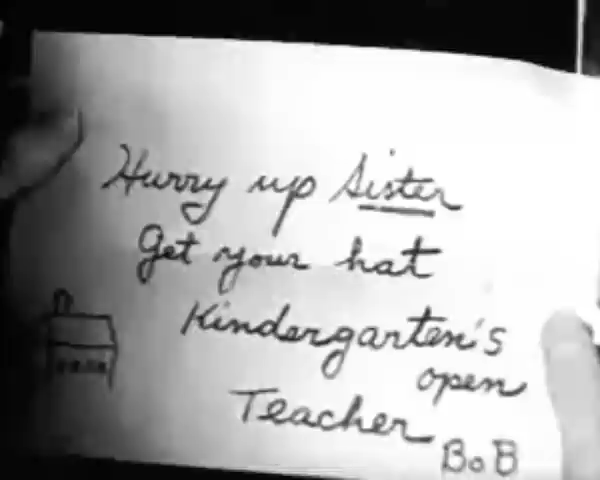 Hurry up Sister
Get your hat
Kindergarten's
open
Teacher
BoB